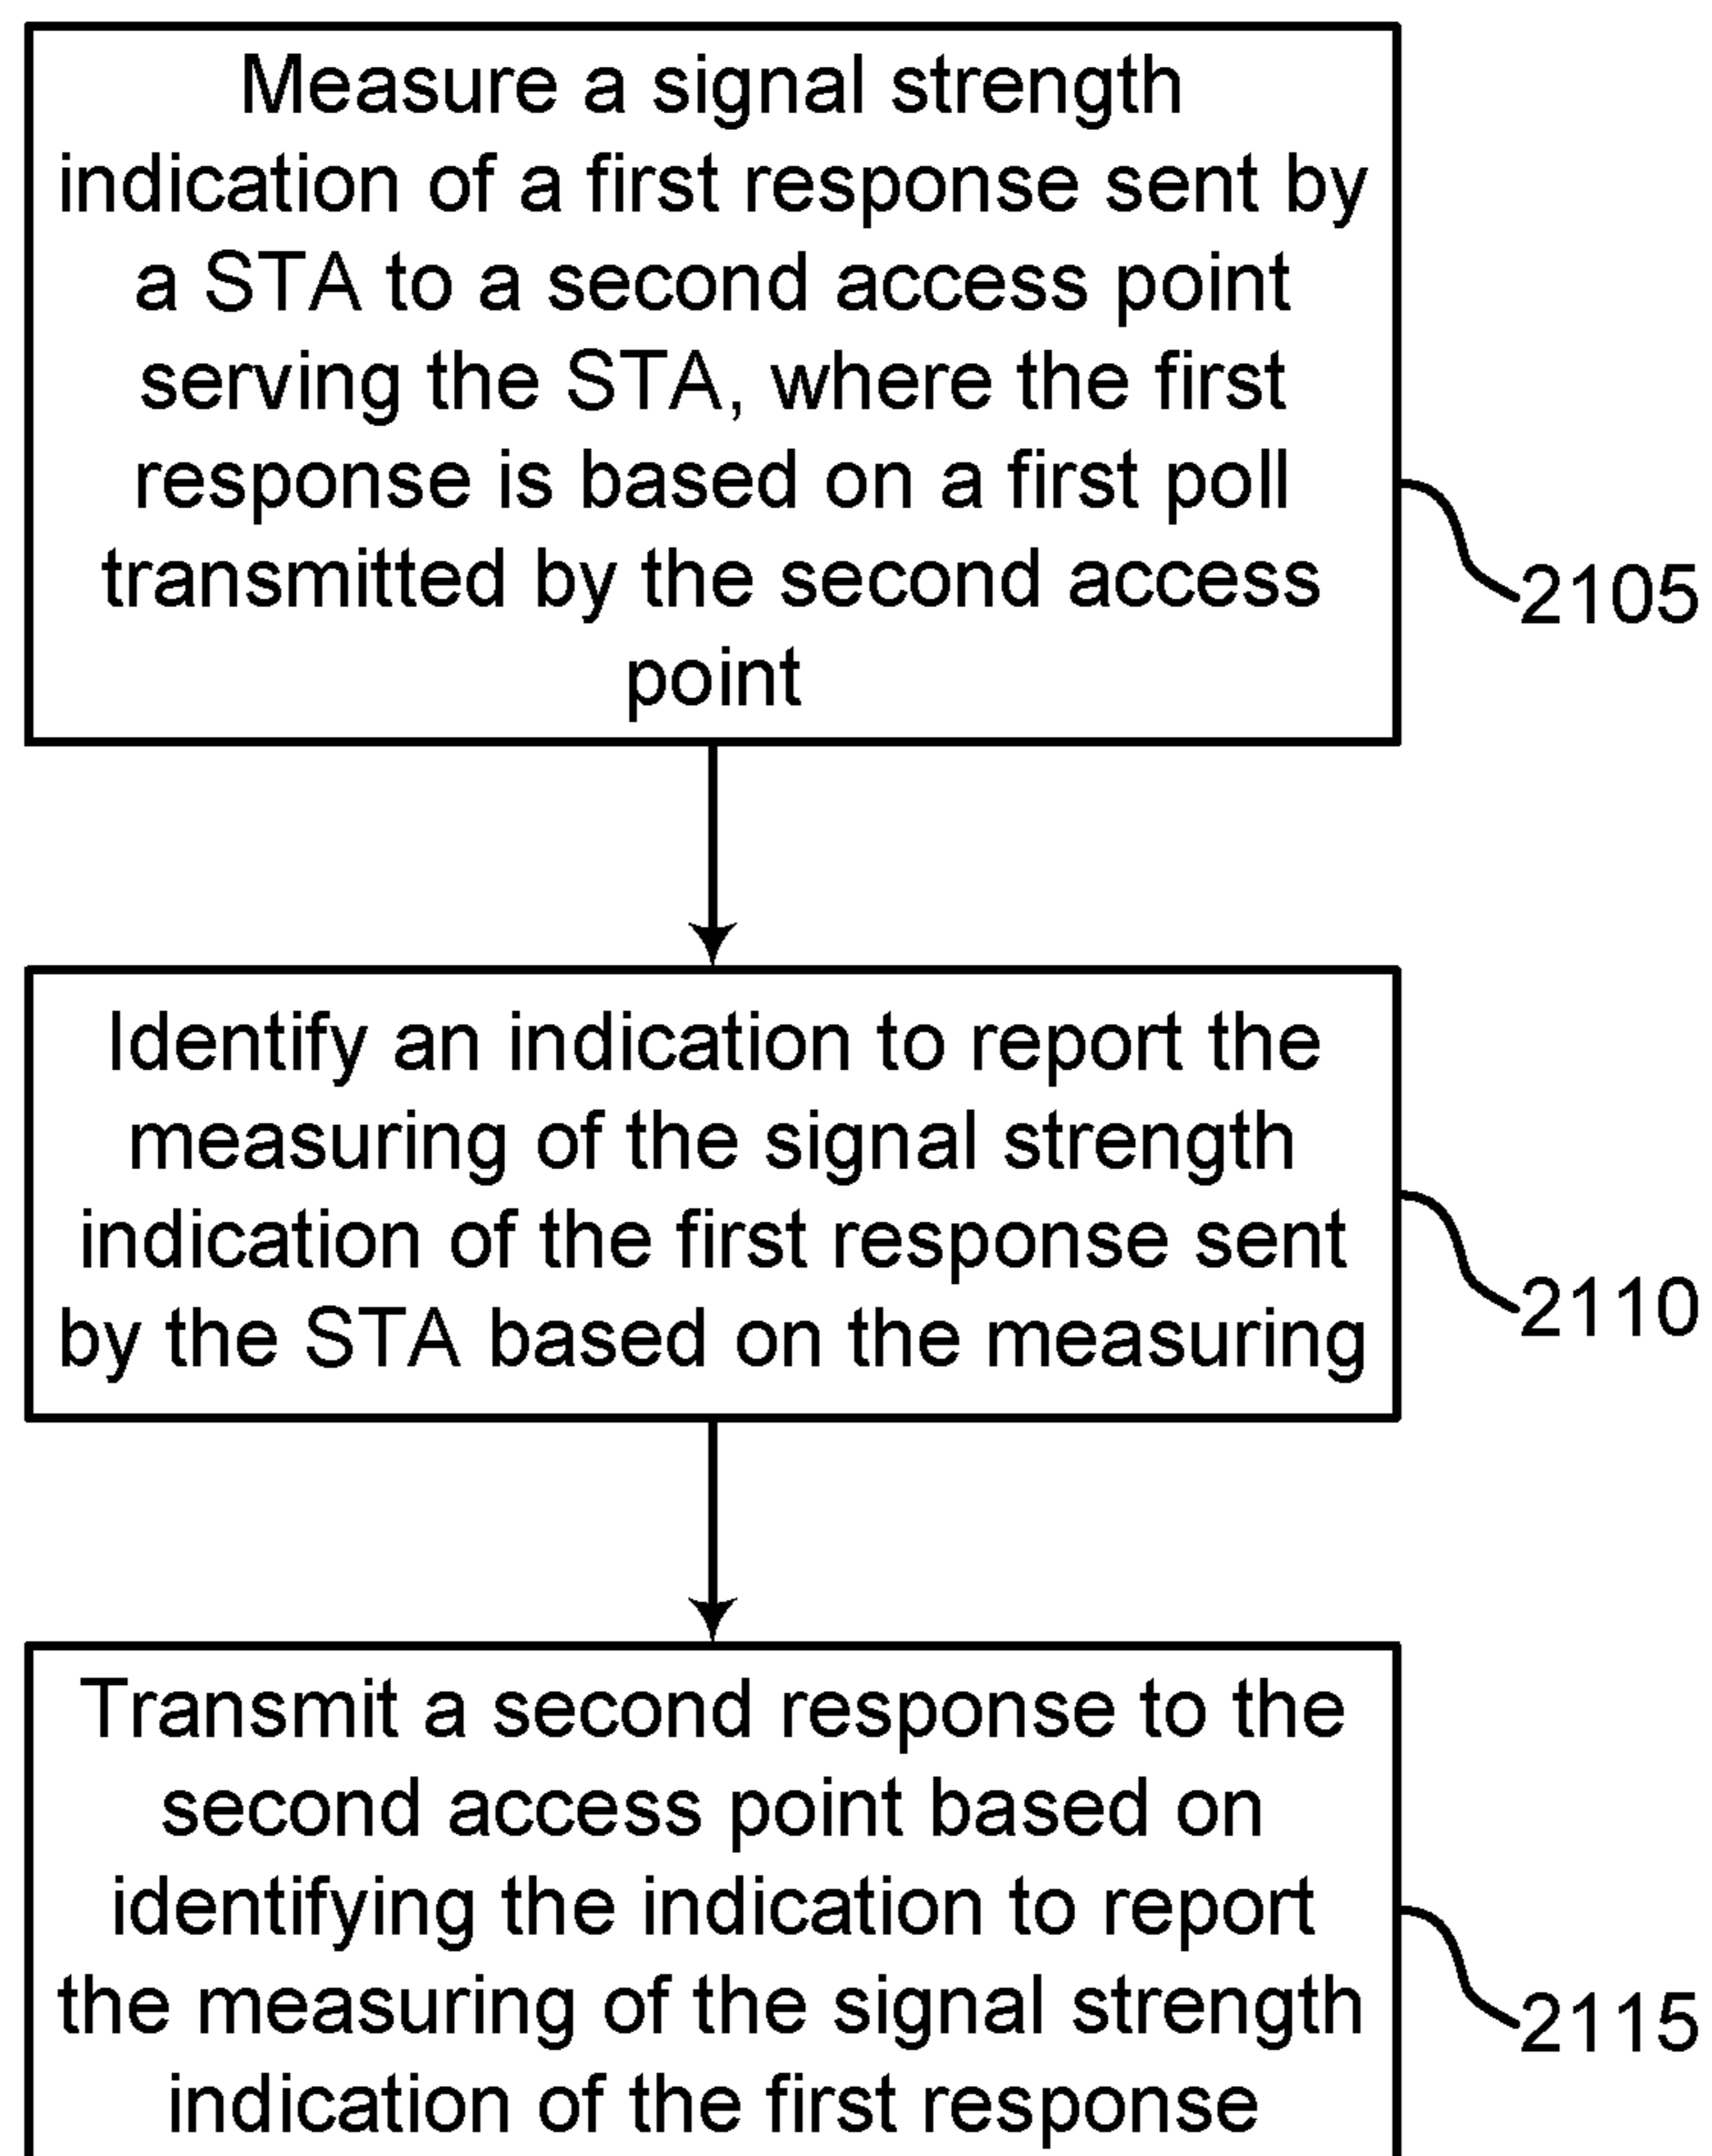 Measure a signal strength
indication of a first response sent by
a STA to a second access point
serving the STA, where the first
response is based on a first poll
transmitted by the second access
point
2105
Identify an indication to report the
measuring of the signal strength
indication of the first response sent
by the STA based on the measuring
2110
Transmit a second response to the
second access point based on
identifying the indication to report
the measuring of the signal strength
indication of the first response
2115